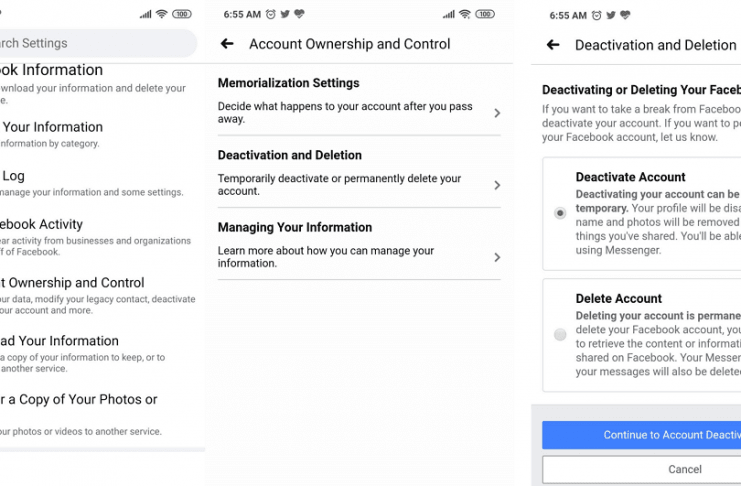 100
rch Settings
ok Information
wnload your information and delete your
e.
Your Information
nformation by category.
Log
manage your information and some settings.
ebook Activity
ear activity from businesses and organizations
ff of Facebook.
t Ownership and Control
ur data, modify your legacy contact, deactivate
our account and more.
ad Your Information
a copy of your information to keep, or to
another service.
r a Copy of Your Photos or
ur photos or videos to another service.
6:55 AM 100
Account Ownership and Control
Memorialization Settings
Decide what happens to your account after you pass
away.
Deactivation and Deletion
Temporarily deactivate or permanently delete your
account.
Managing Your Information
Learn more about how you can manage your
information.
6:55 AM
Deactivation and Deletion
Deactivating or Deleting Your Faceb
If you want to take a break from Faceboo
deactivate your account. If you want to pe
your Facebook account, let us know.
Deactivate Account
Deactivating your account can be
temporary. Your profile will be disa
name and photos will be removed
things you've shared. You'll be able
using Messenger.
Delete Account
Deleting your account is permane
delete your Facebook account, you
to retrieve the content or informati
shared on Facebook. Your Messen
your messages will also be delete
Continue to Account Deactiv
Cancel